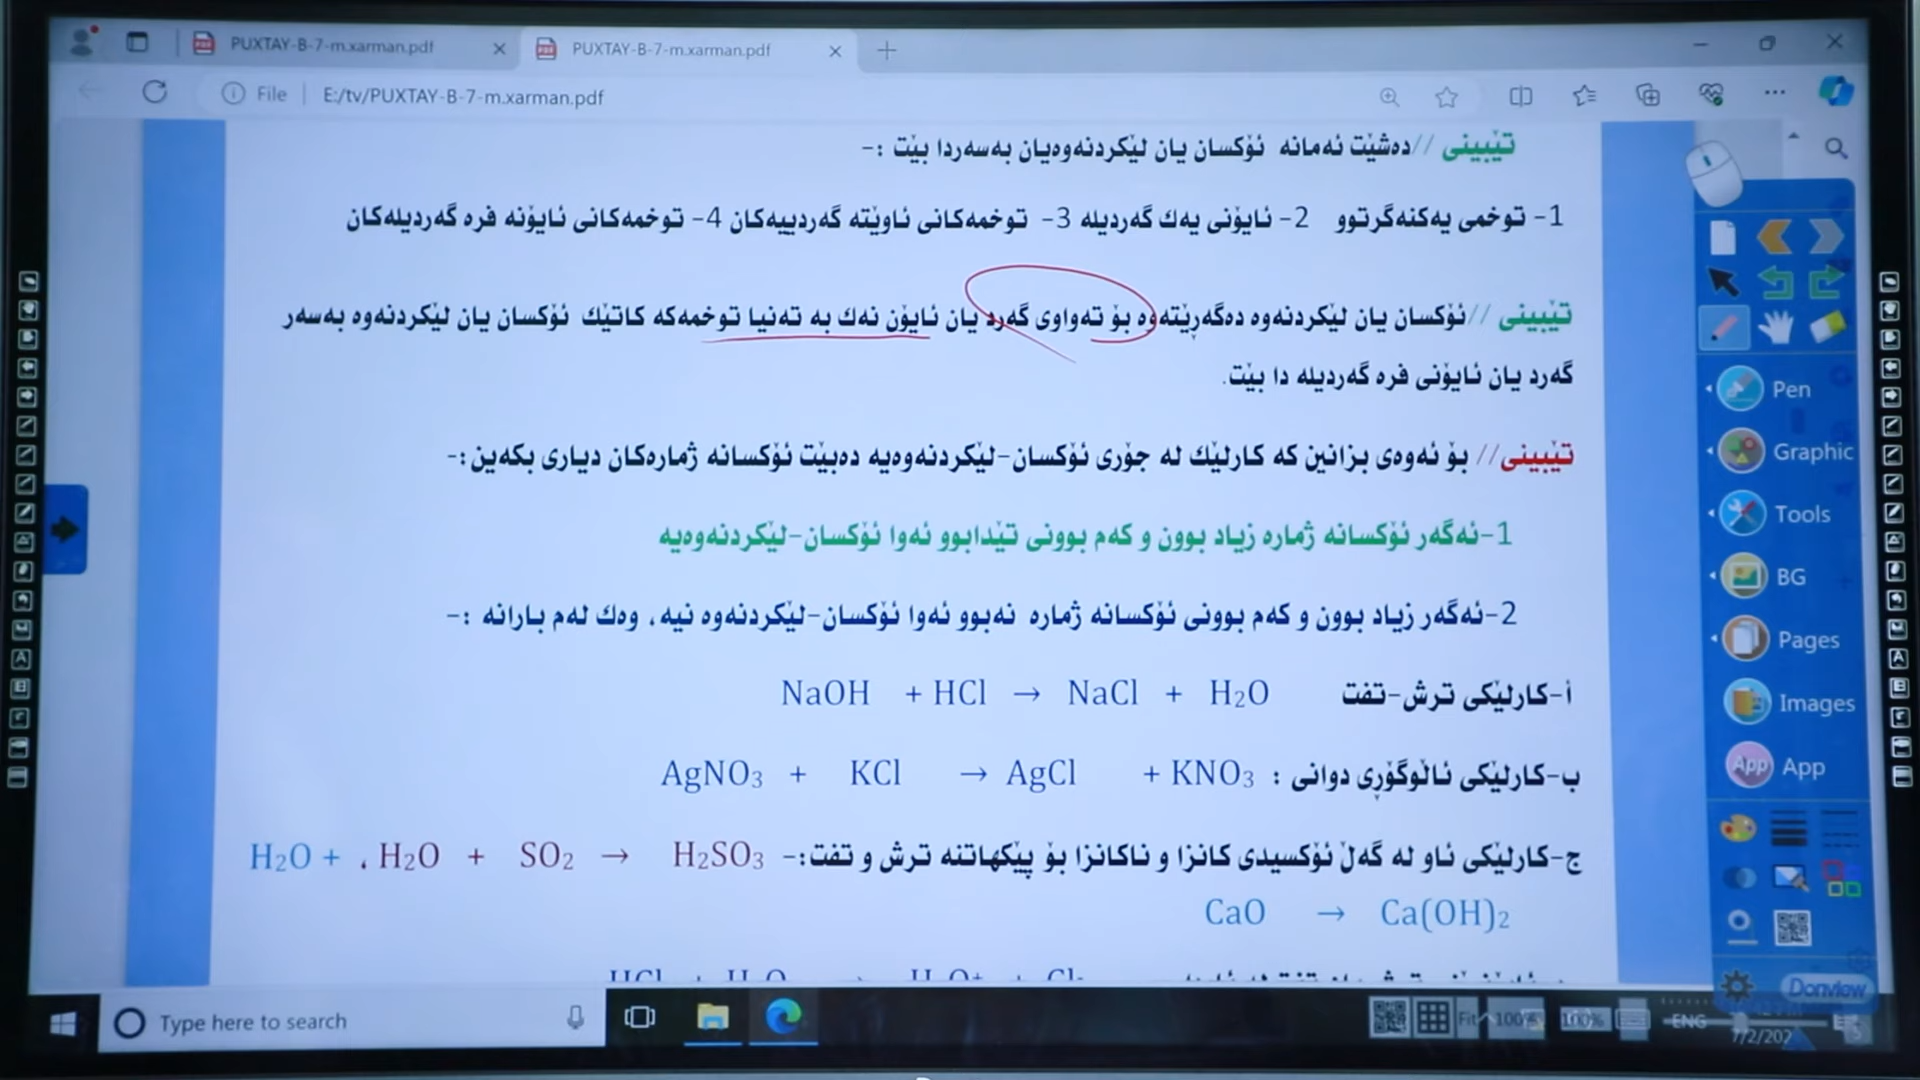 PUXTAY-B-7-m.xarman.pdf
PUXTAY-B-7-m.xarman.pdf
File E:/tv/PUXTAY-B-7-m.xarman.pdf
تێبینی // دەشێت ئەمانە ئۆکسان یان لێکردنەوەیان بەسەردا بێت :-
1- توخمی یەکنەگرتوو 2- ئایۆنی یەك گەردیلە 3- توخمەکانی ئاوێتە گەردییەکان 4- توخمەکانی ئایۆنە فرە گەردیلەکان
تێبینی // ئۆکسان یان لێکردنەوە دەگەڕێتەوە بۆ تەواوی گەرد یان ئایۆن نەك بە تەنیا توخمەکە کاتێك ئۆکسان یان لێکردنەوە بەسەر
گەرد یان ئایۆنی فرە گەردیلە دا بێت.
تێبینی// بۆ ئەوەی بزانین کە کارلێك لە جۆری ئۆکسان-لێکردنەوەیە دەبێت ئۆکسانە ژمارەکان دیاری بکەین:-
1-ئەگەر ئۆکسانە ژمارە زیاد بوون و کەم بوونی تێدابوو ئەوا ئۆکسان-لێکردنەوەیە
2-ئەگەر زیاد بوون و کەم بوونی ئۆکسانە ژمارە نەبوو ئەوا ئۆکسان-لێکردنەوە نیە، وەك لەم بارانە :-
أ-کارلێکی ترش-تفت NaOH + HCl → NaCl + H2O
ب-کارلێکی ئاڵوگۆڕی دوانی : AgNO3 + KCl → AgCl + KNO3
ج-کارلێکی ئاو لە گەڵ ئۆکسیدی کانزا و ناکانزا بۆ پێکهاتنە ترش و تفت:- H2O + SO2 → H2SO3 ، H2O +
CaO → Ca(OH)2
Pen
Graphic
Tools
BG
Pages
Images
App App
Donview
Type here to search
Fit 100% 100% ENG
7/2/202